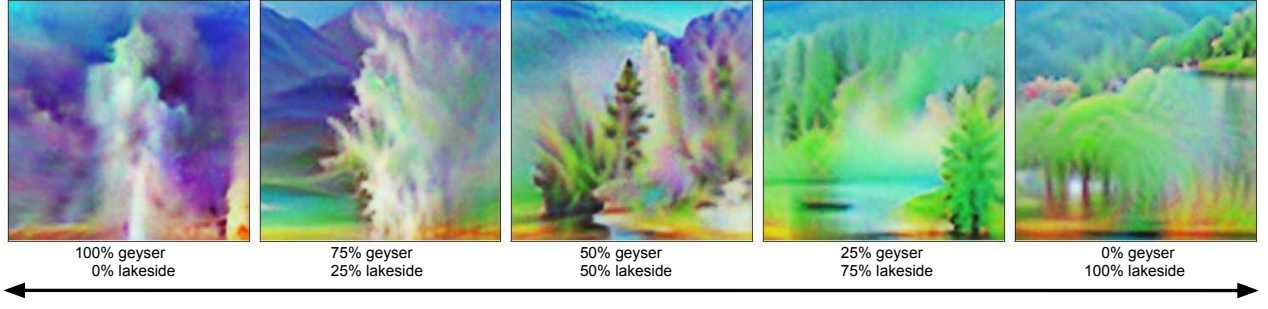 100% geyser
0% lakeside
75% geyser
25% lakeside
50% geyser
50% lakeside
25% geyser
75% lakeside
0% geyser
100% lakeside